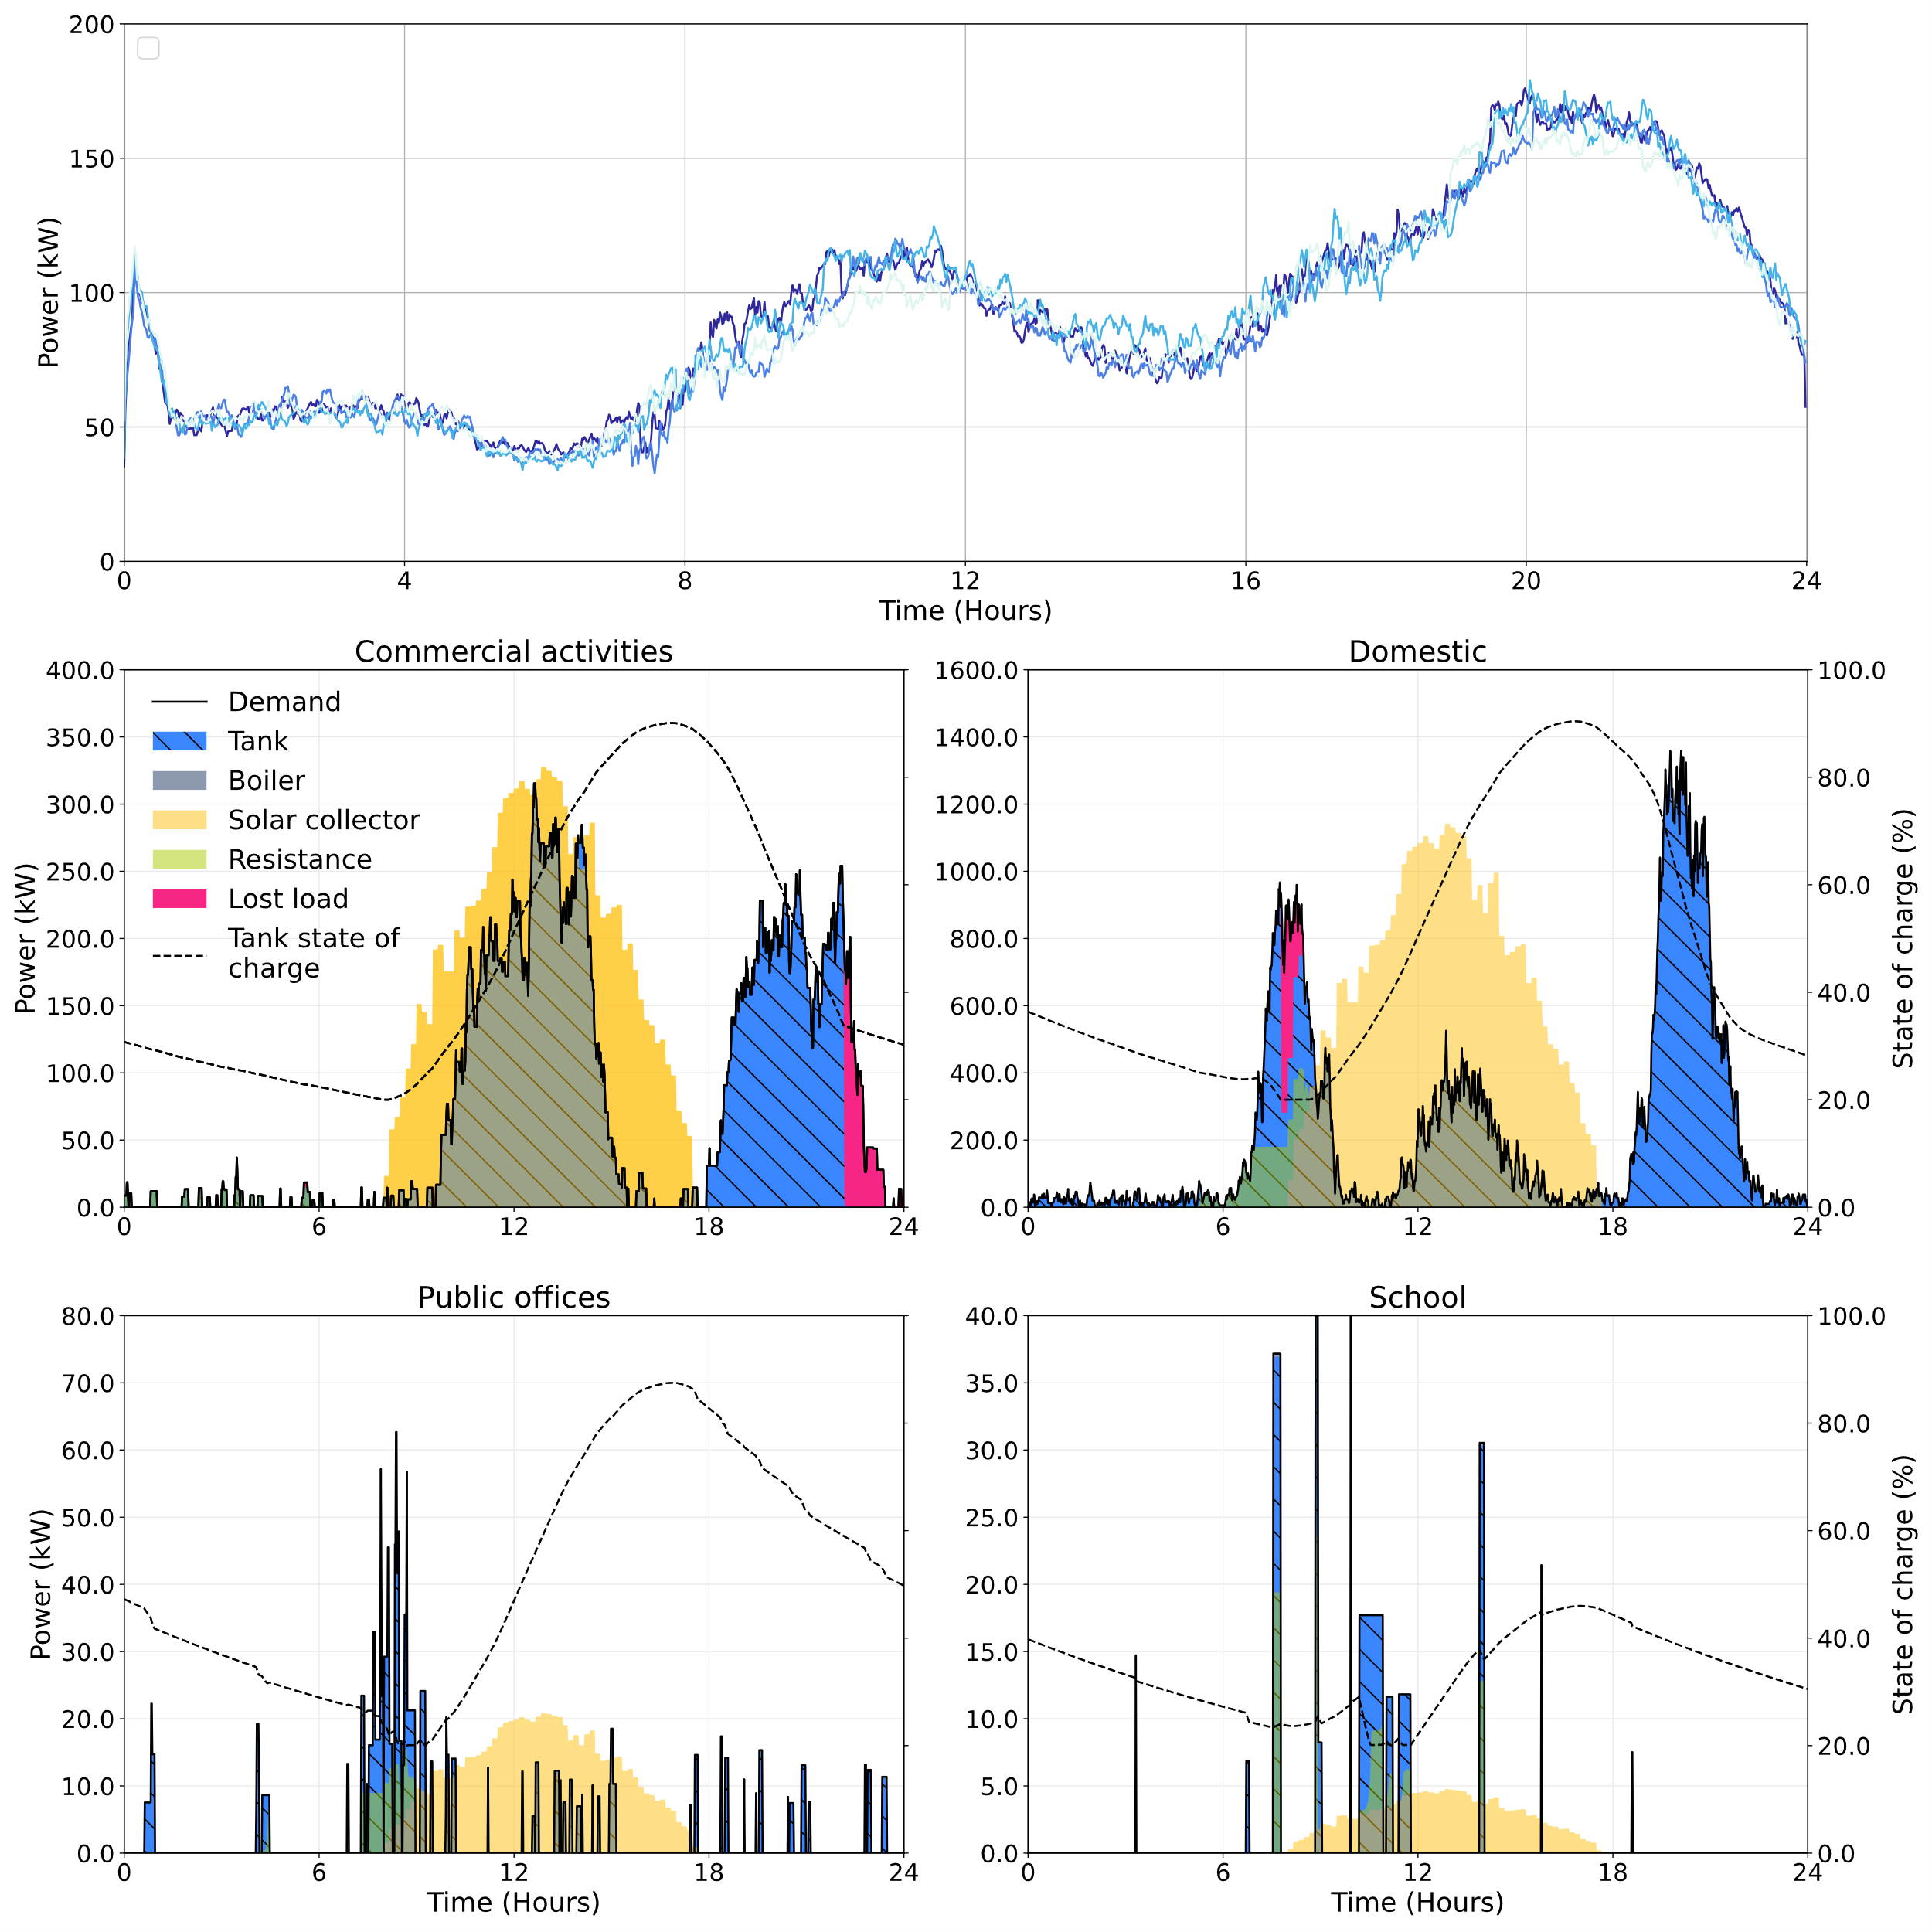 200
150
100
50
0
Power (kW)
0 4 8 12 16 20 24
Time (Hours)
Commercial activities
400.0
350.0
300.0
250.0
200.0
150.0
100.0
50.0
0.0
Power (kW)
Demand
Tank
Boiler
Solar collector
Resistance
Lost load
Tank state of
charge
0 6 12 18 24
Domestic
1600.0
1400.0
1200.0
1000.0
800.0
600.0
400.0
200.0
0.0
100.0
80.0
60.0
40.0
20.0
0.0
State of charge (%)
0 6 12 18 24
Public offices
80.0
70.0
60.0
50.0
40.0
30.0
20.0
10.0
0.0
Power (kW)
0 6 12 18 24
Time (Hours)
School
40.0
35.0
30.0
25.0
20.0
15.0
10.0
5.0
0.0
100.0
80.0
60.0
40.0
20.0
0.0
State of charge (%)
0 6 12 18 24
Time (Hours)